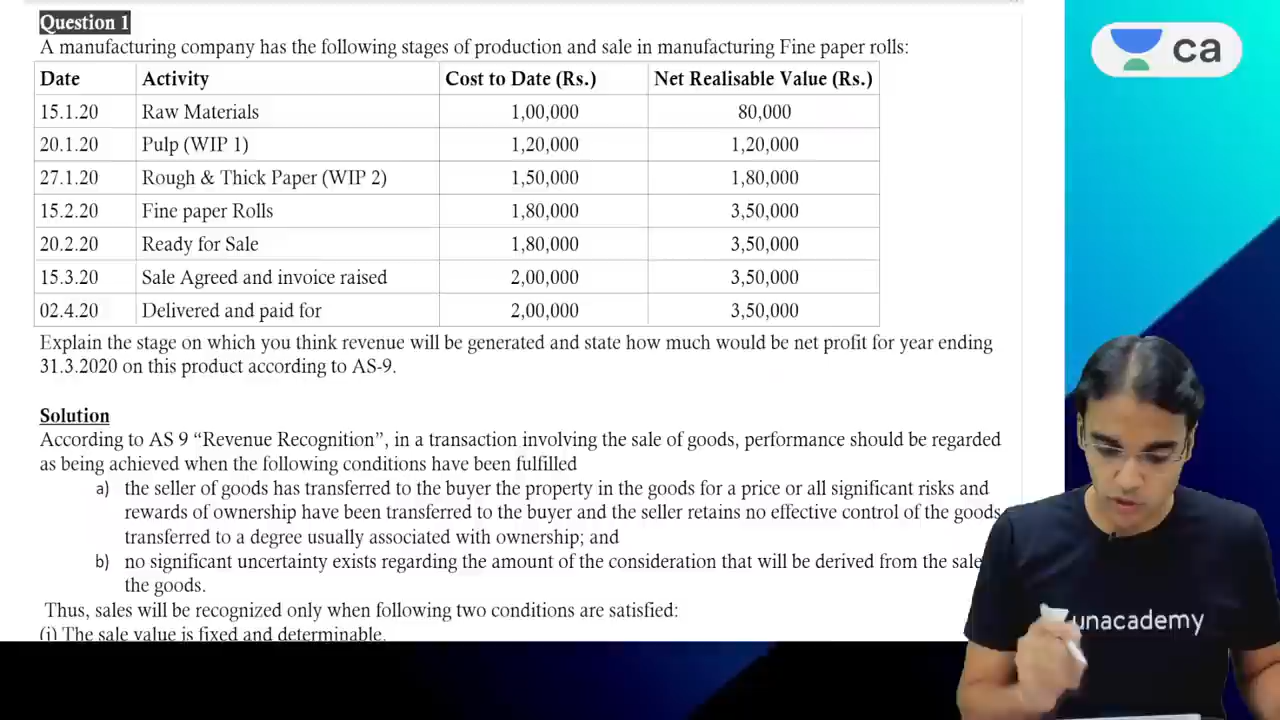 Question 1
A manufacturing company has the following stages of production and sale in manufacturing Fine paper rolls:
Date Activity Cost to Date (Rs.) Net Realisable Value (Rs.)
15.1.20 Raw Materials 1,00,000 80,000
20.1.20 Pulp (WIP 1) 1,20,000 1,20,000
27.1.20 Rough & Thick Paper (WIP 2) 1,50,000 1,80,000
15.2.20 Fine paper Rolls 1,80,000 3,50,000
20.2.20 Ready for Sale 1,80,000 3,50,000
15.3.20 Sale Agreed and invoice raised 2,00,000 3,50,000
02.4.20 Delivered and paid for 2,00,000 3,50,000
Explain the stage on which you think revenue will be generated and state how much would be net profit for year ending
31.3.2020 on this product according to AS-9.
Solution
According to AS 9 “Revenue Recognition”, in a transaction involving the sale of goods, performance should be regarded
as being achieved when the following conditions have been fulfilled
a) the seller of goods has transferred to the buyer the property in the goods for a price or all significant risks and
rewards of ownership have been transferred to the buyer and the seller retains no effective control of the goods
transferred to a degree usually associated with ownership; and
b) no significant uncertainty exists regarding the amount of the consideration that will be derived from the sale
the goods.
Thus, sales will be recognized only when following two conditions are satisfied:
(i) The sale value is fixed and determinable.
ca
unacademy